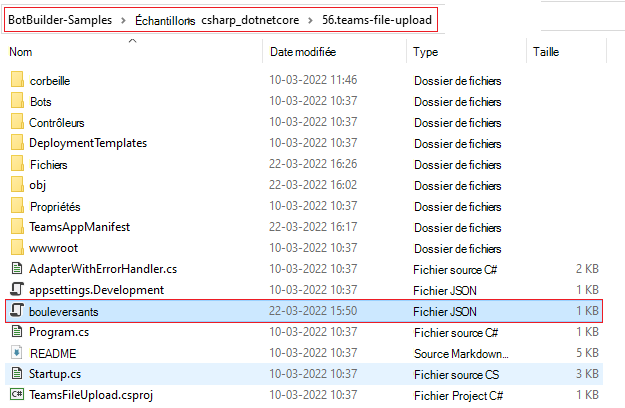 BotBuilder-Samples > Échantillons csharp_dotnetcore > 56.teams-file-upload
Nom Date modifiée Type Taille
corbeille 10-03-2022 11:46 Dossier de fichiers
Bots 10-03-2022 10:37 Dossier de fichiers
Contrôleurs 10-03-2022 10:37 Dossier de fichiers
DeploymentTemplates 10-03-2022 10:37 Dossier de fichiers
Fichiers 22-03-2022 16:26 Dossier de fichiers
obj 22-03-2022 16:02 Dossier de fichiers
Propriétés 10-03-2022 10:37 Dossier de fichiers
TeamsAppManifest 22-03-2022 16:17 Dossier de fichiers
wwwroot 10-03-2022 10:37 Dossier de fichiers
AdapterWithErrorHandler.cs 10-03-2022 10:37 Fichier source C# 2 KB
appsettings.Development 10-03-2022 10:37 Fichier JSON 1 KB
bouleversants 22-03-2022 15:50 Fichier JSON 1 KB
Program.cs 10-03-2022 10:37 Fichier source C# 1 KB
README 10-03-2022 10:37 Source Markdown... 5 KB
Startup.cs 10-03-2022 10:37 Fichier source CS 3 KB
C# TeamsFileUpload.csproj 10-03-2022 10:37 Fichier Project C# 1 KB